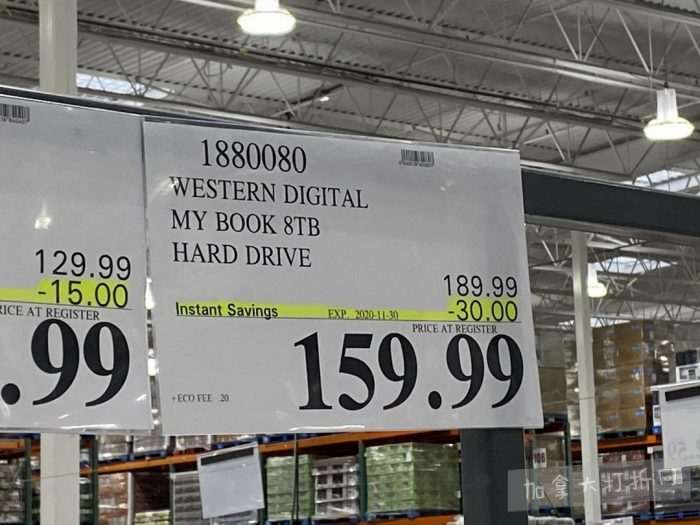 129.99
-15.00
RICE AT REGISTER
.99
1880080
WESTERN DIGITAL
MY BOOK 8TB
HARD DRIVE
189.99
Instant Savings EXP. 2020-11-30 -30.00
PRICE AT REGISTER
+ECO FEE .20
159.99
加拿大打折网